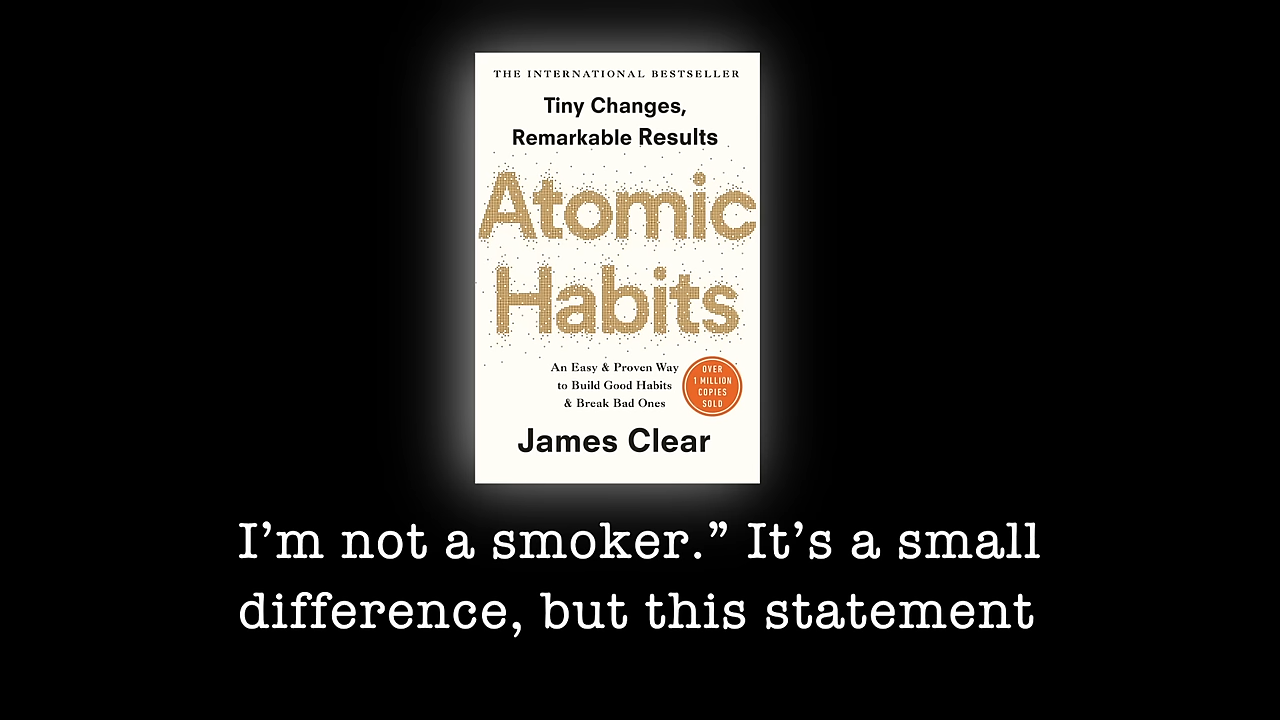 THE INTERNATIONAL BESTSELLER
Tiny Changes,
Remarkable Results
Atomic
Habits
An Easy & Proven Way
to Build Good Habits
& Break Bad Ones
OVER
1 MILLION
COPIES
SOLD
James Clear
I’m not a smoker.” It’s a small
difference, but this statement